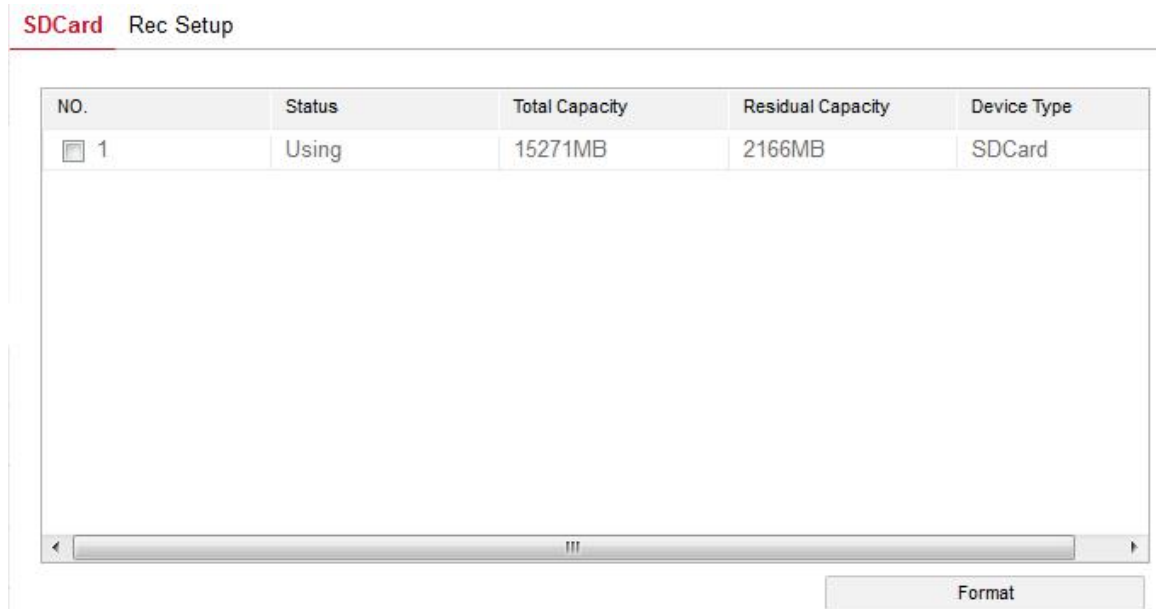 SDCard Rec Setup
NO. Status Total Capacity Residual Capacity Device Type
1 Using 15271MB 2166MB SDCard
Format